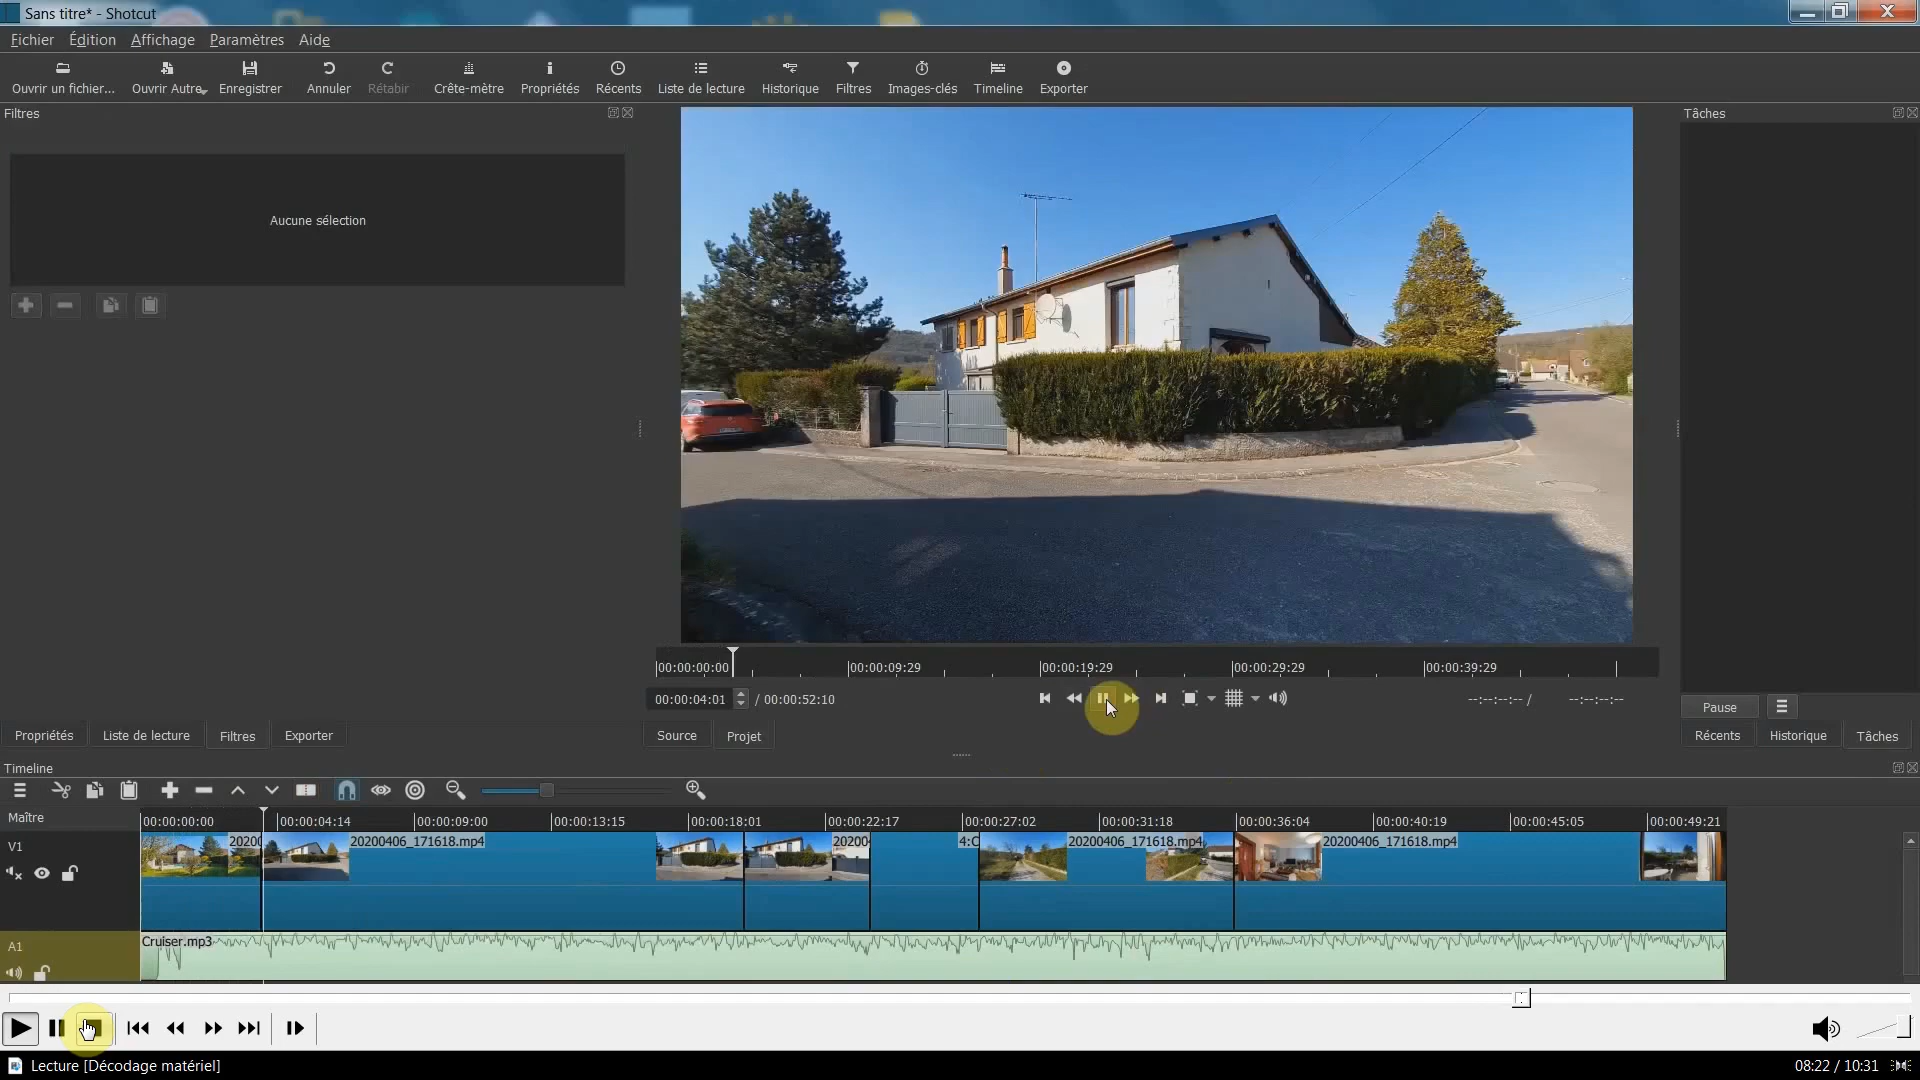 Sans titre* - Shotcut
Fichier Édition Affichage Paramètres Aide
Ouvrir un fichier... Ouvrir Autre Enregistrer Annuler Rétablir Crête-mètre Propriétés Récents Liste de lecture Historique Filtres Images-clés Timeline Exporter
Filtres
Tâches
Aucune sélection
00:00:00:00 00:00:09:29 00:00:19:29 00:00:29:29 00:00:39:29
00:00:04:01 / 00:00:52:10
--:--:--:-- / --:--:--:--
Pause
Propriétés Liste de lecture Filtres Exporter
Source Projet
Récents Historique Tâches
Timeline
Maître
00:00:00:00 00:00:04:14 00:00:09:00 00:00:13:15 00:00:18:01 00:00:22:17 00:00:27:02 00:00:31:18 00:00:36:04 00:00:40:19 00:00:45:05 00:00:49:21
V1
20200 20200406_171618.mp4 20200 4:C 20200406_171618.mp4 20200406_171618.mp4
A1
Cruiser.mp3
Lecture [Décodage matériel]
08:22 / 10:31